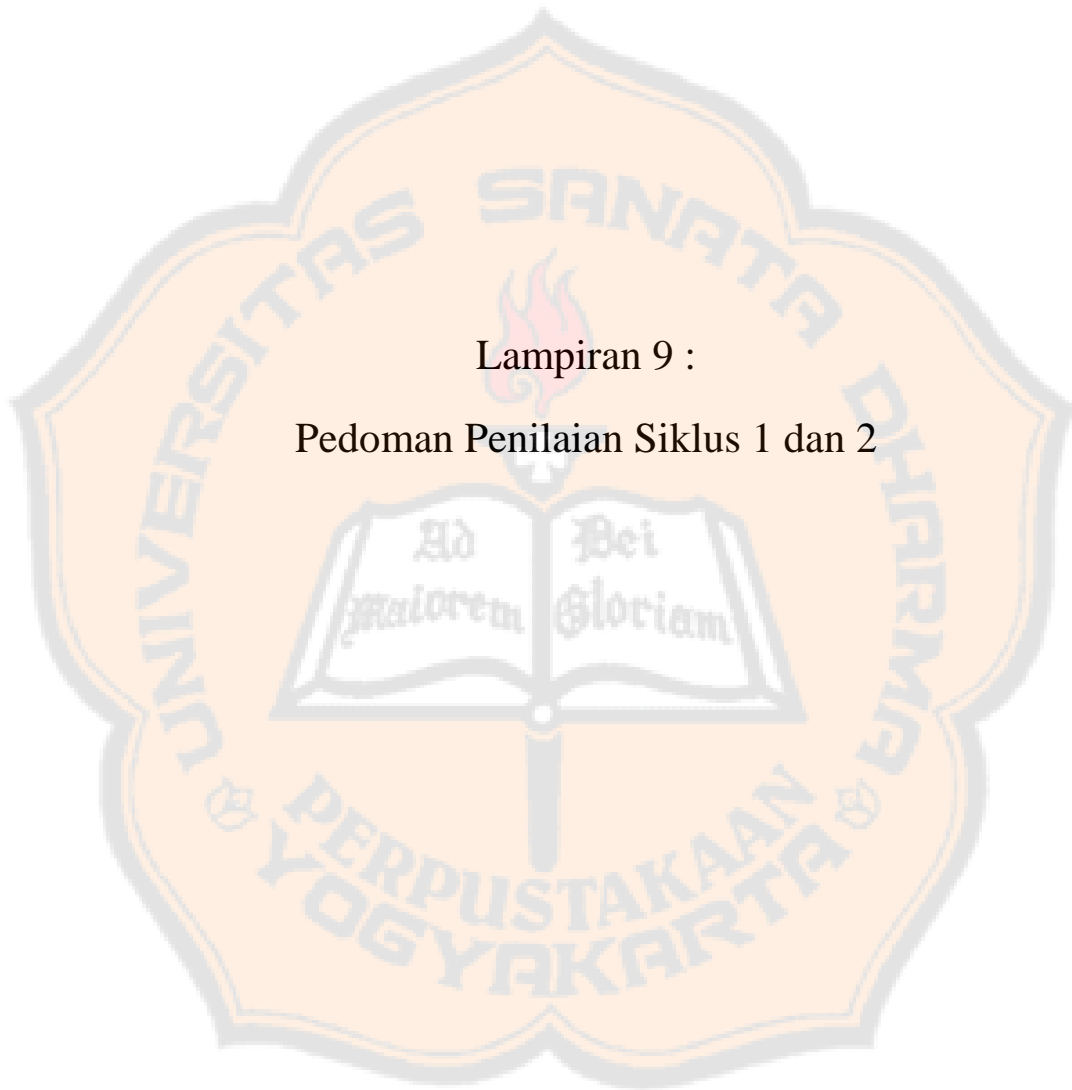 UNIVERSITAS SANATA DHARMA
Lampiran 9 :
Pedoman Penilaian Siklus 1 dan 2
Ad Dei
Maiorem Gloriam
PERPUSTAKAAN
YOGYAKARTA